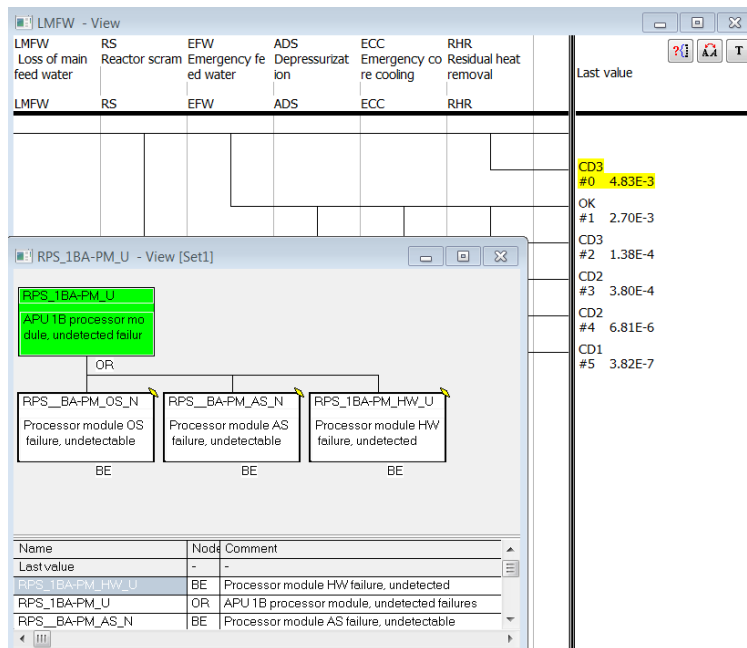 LMFW - View
LMFW RS EFW ADS ECC RHR
Loss of main Reactor scram Emergency fe Depressurizat Emergency co Residual heat
feed water ed water ion re cooling removal
Last value
?{} A.A T
LMFW RS EFW ADS ECC RHR
CD3
#0 4.83E-3
OK
#1 2.70E-3
CD3
#2 1.38E-4
CD2
#3 3.80E-4
CD2
#4 6.81E-6
CD1
#5 3.82E-7
RPS_1BA-PM_U - View [Set1]
RPS_1BA-PM_U
APU 1B processor mo
dule, undetected failur
OR
RPS__BA-PM_OS_N RPS__BA-PM_AS_N RPS_1BA-PM_HW_U
Processor module OS Processor module AS Processor module HW
failure, undetectable failure, undetectable failure, undetected
BE BE BE
Name Node Comment
Last value - -
RPS_1BA-PM_HW_U BE Processor module HW failure, undetected
RPS_1BA-PM_U OR APU 1B processor module, undetected failures
RPS__BA-PM_AS_N BE Processor module AS failure, undetectable